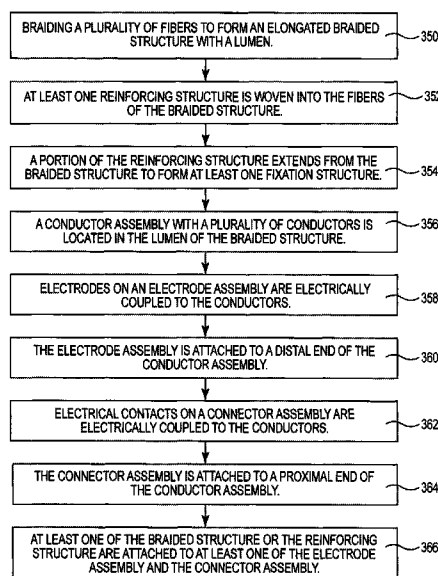 BRAIDING A PLURALITY OF FIBERS TO FORM AN ELONGATED BRAIDED
STRUCTURE WITH A LUMEN.
350
AT LEAST ONE REINFORCING STRUCTURE IS WOVEN INTO THE FIBERS
OF THE BRAIDED STRUCTURE.
352
A PORTION OF THE REINFORCING STRUCTURE EXTENDS FROM THE
BRAIDED STRUCTURE TO FORM AT LEAST ONE FIXATION STRUCTURE.
354
A CONDUCTOR ASSEMBLY WITH A PLURALITY OF CONDUCTORS IS
LOCATED IN THE LUMEN OF THE BRAIDED STRUCTURE.
356
ELECTRODES ON AN ELECTRODE ASSEMBLY ARE ELECTRICALLY
COUPLED TO THE CONDUCTORS.
358
THE ELECTRODE ASSEMBLY IS ATTACHED TO A DISTAL END OF THE
CONDUCTOR ASSEMBLY.
360
ELECTRICAL CONTACTS ON A CONNECTOR ASSEMBLY ARE
ELECTRICALLY COUPLED TO THE CONDUCTORS.
362
THE CONNECTOR ASSEMBLY IS ATTACHED TO A PROXIMAL END OF
THE CONDUCTOR ASSEMBLY.
364
AT LEAST ONE OF THE BRAIDED STRUCTURE OR THE REINFORCING
STRUCTURE ARE ATTACHED TO AT LEAST ONE OF THE ELECTRODE
ASSEMBLY AND THE CONNECTOR ASSEMBLY.
366